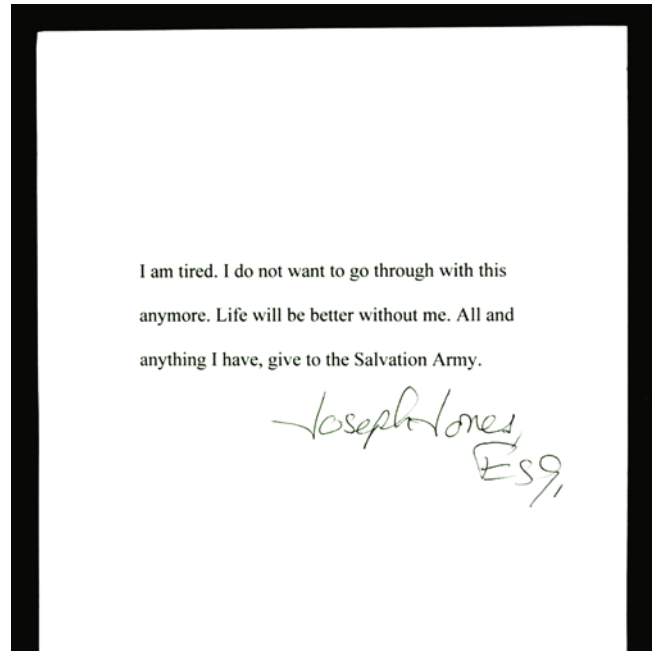 I am tired. I do not want to go through with this
anymore. Life will be better without me. All and
anything I have, give to the Salvation Army.
Joseph Jones,
Esq,